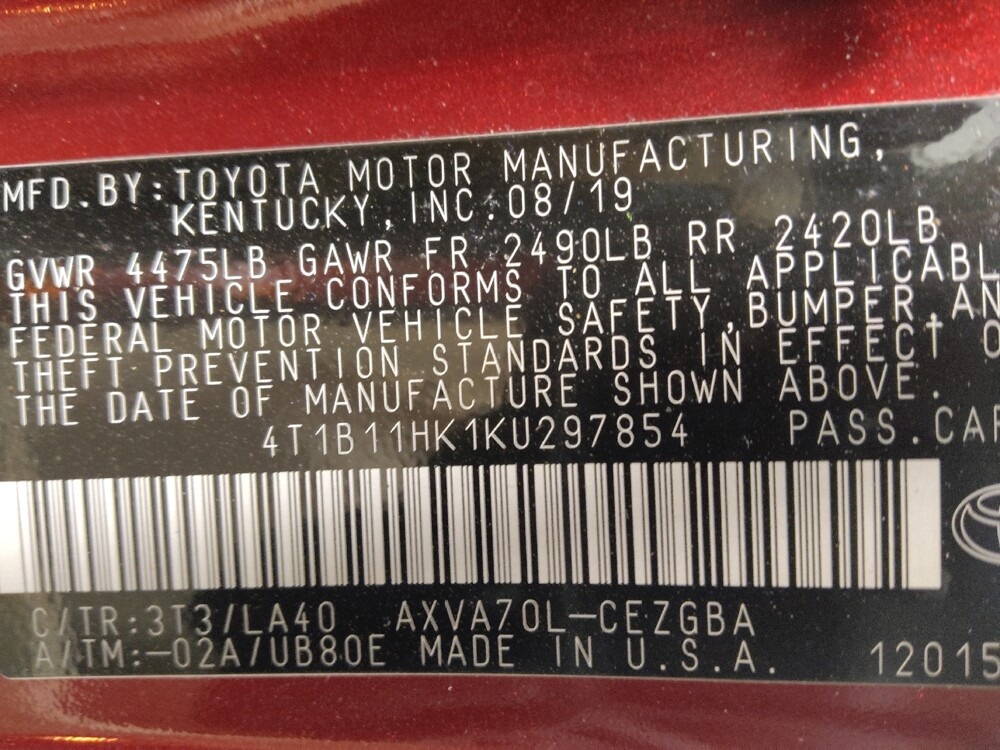 MFD.BY:TOYOTA MOTOR MANUFACTURING,
KENTUCKY, INC. 08/19
GVWR 4475LB GAWR FR 2490LB RR 2420LB
THIS VEHICLE CONFORMS TO ALL APPLICABL
FEDERAL MOTOR VEHICLE SAFETY, BUMPER, AN
THEFT PREVENTION STANDARDS IN EFFECT O
THE DATE OF MANUFACTURE SHOWN ABOVE.
4T1B11HK1KU297854 PASS.CAR
C/TR:3T3/LA40 AXVA70L-CEZGBA
A/TM:-02A/UB80E MADE IN U.S.A. 12015